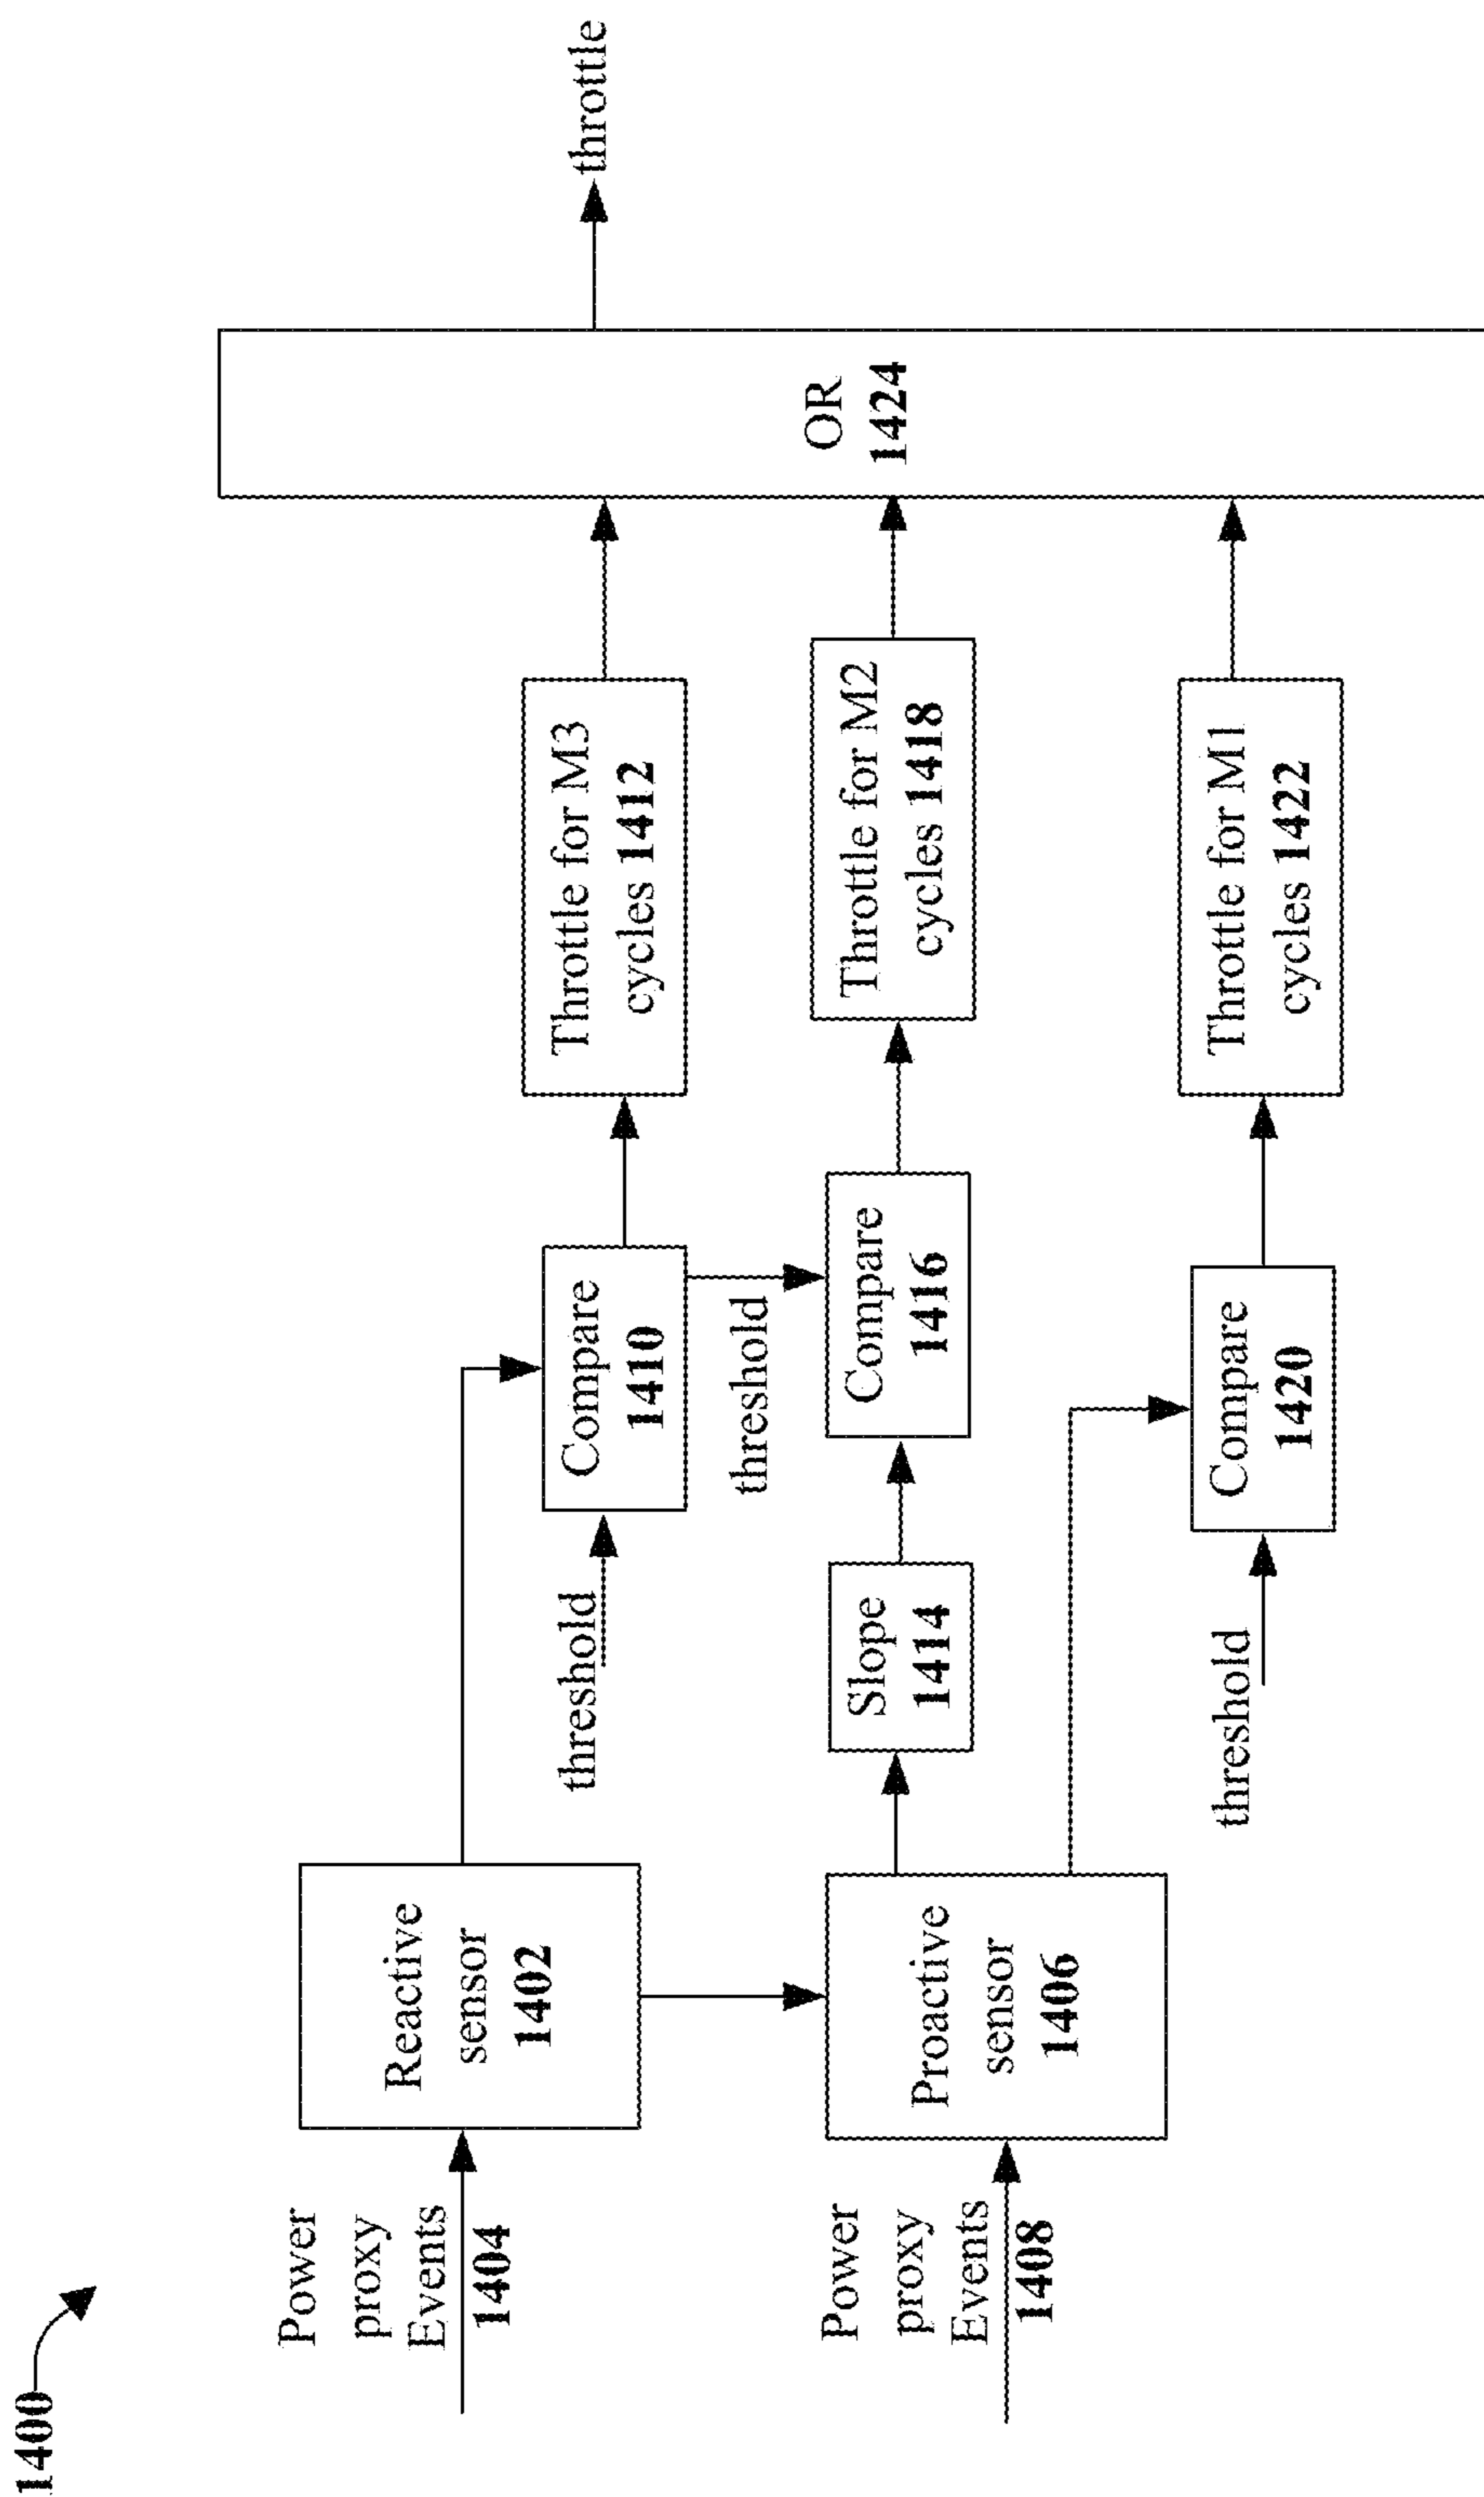 1400
Power
proxy
Events
1404
Reactive
sensor
1402
threshold
Compare
1410
Throttle for M3
cycles 1412
threshold
Power
proxy
Events
1408
Proactive
sensor
1406
Slope
1414
Compare
1416
Throttle for M2
cycles 1418
threshold
Compare
1420
Throttle for M1
cycles 1422
OR
1424
throttle